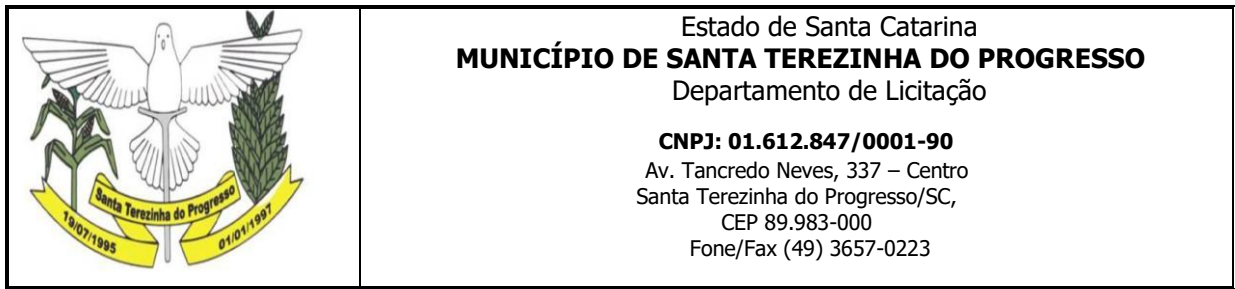 Santa Terezinha do Progresso
19/07/1995
01/01/1997
Estado de Santa Catarina
MUNICÍPIO DE SANTA TEREZINHA DO PROGRESSO
Departamento de Licitação
CNPJ: 01.612.847/0001-90
Av. Tancredo Neves, 337 – Centro
Santa Terezinha do Progresso/SC,
CEP 89.983-000
Fone/Fax (49) 3657-0223